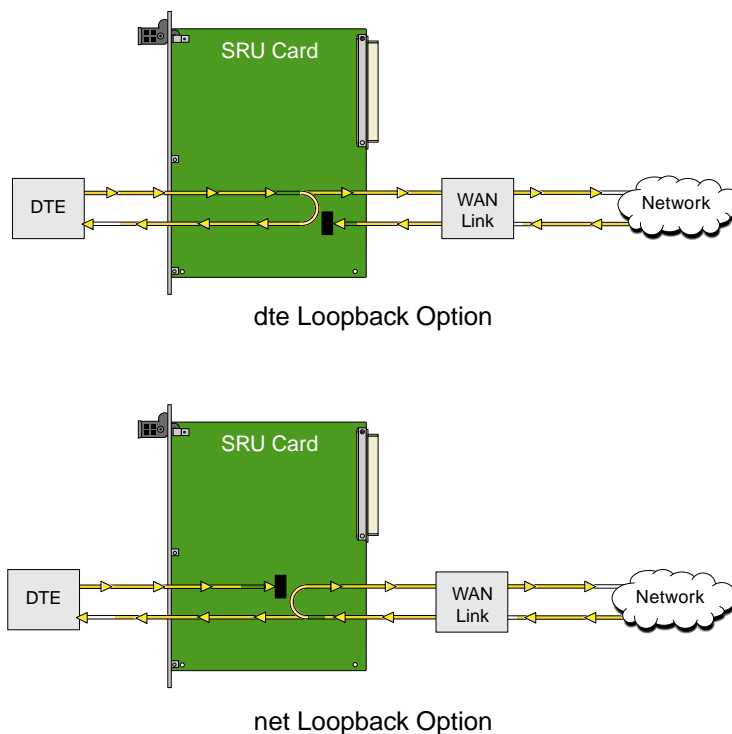 SRU Card
DTE
WAN
Link
Network
dte Loopback Option
SRU Card
DTE
WAN
Link
Network
net Loopback Option